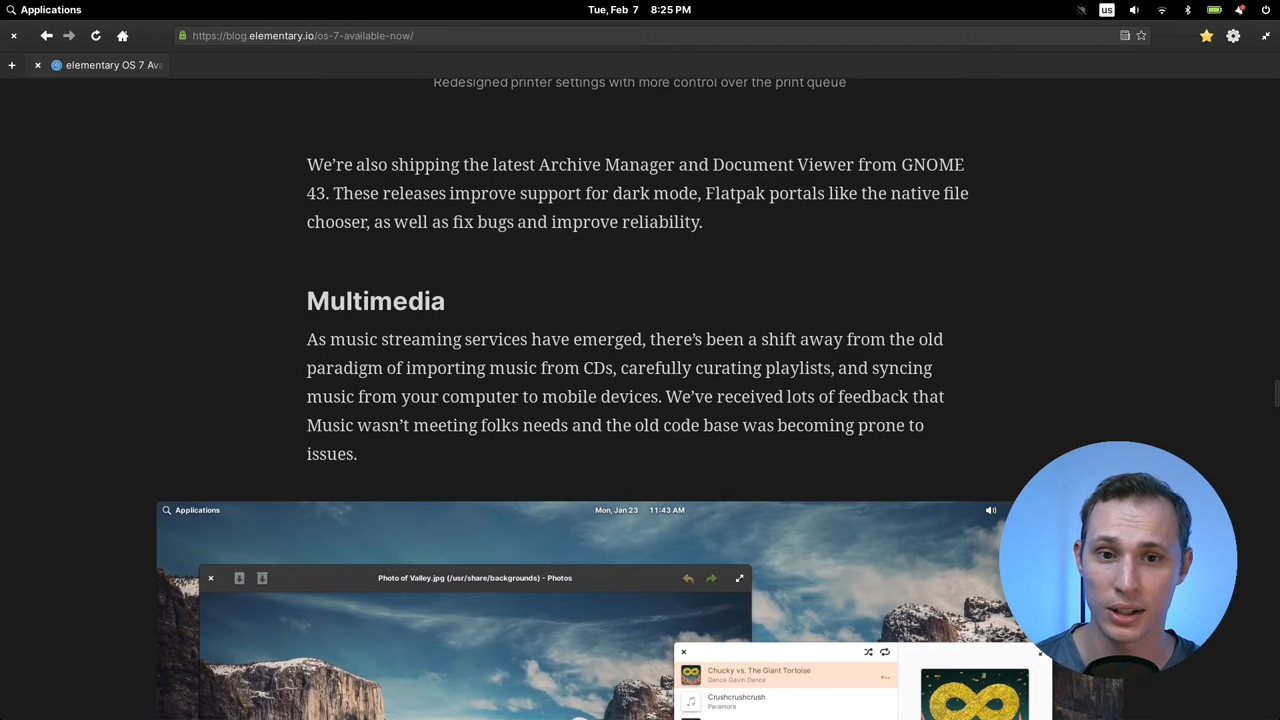 Applications
Tue, Feb 7 8:25 PM
us
https://blog.elementary.io/os-7-available-now/
elementary OS 7 Ava
Redesigned printer settings with more control over the print queue
We’re also shipping the latest Archive Manager and Document Viewer from GNOME
43. These releases improve support for dark mode, Flatpak portals like the native file
chooser, as well as fix bugs and improve reliability.
Multimedia
As music streaming services have emerged, there’s been a shift away from the old
paradigm of importing music from CDs, carefully curating playlists, and syncing
music from your computer to mobile devices. We’ve received lots of feedback that
Music wasn’t meeting folks needs and the old code base was becoming prone to
issues.
Applications
Mon, Jan 23 11:43 AM
Photo of Valley.jpg (/usr/share/backgrounds) - Photos
Chucky vs. The Giant Tortoise
Dance Gavin Dance
Crushcrushcrush
Paramore